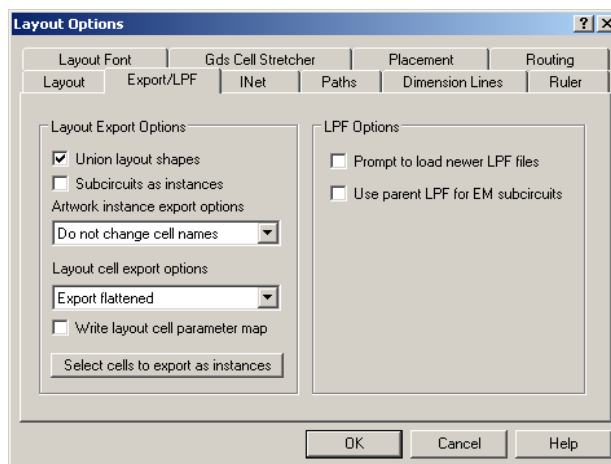 Layout Options
Layout Font Gds Cell Stretcher Placement Routing
Layout Export/LPF INet Paths Dimension Lines Ruler
Layout Export Options
Union layout shapes
Subcircuits as instances
Artwork instance export options
Do not change cell names
Layout cell export options
Export flattened
Write layout cell parameter map
Select cells to export as instances
LPF Options
Prompt to load newer LPF files
Use parent LPF for EM subcircuits
OK Cancel Help